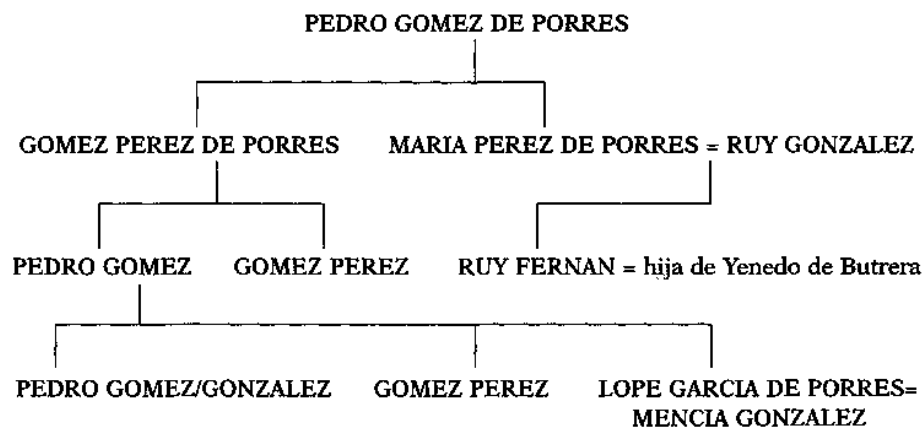 PEDRO GOMEZ DE PORRES
GOMEZ PEREZ DE PORRES MARIA PEREZ DE PORRES = RUY GONZALEZ
PEDRO GOMEZ GOMEZ PEREZ RUY FERNAN = hija de Yenedo de Butrera
PEDRO GOMEZ/GONZALEZ GOMEZ PEREZ LOPE GARCIA DE PORRES=
MENCIA GONZALEZ